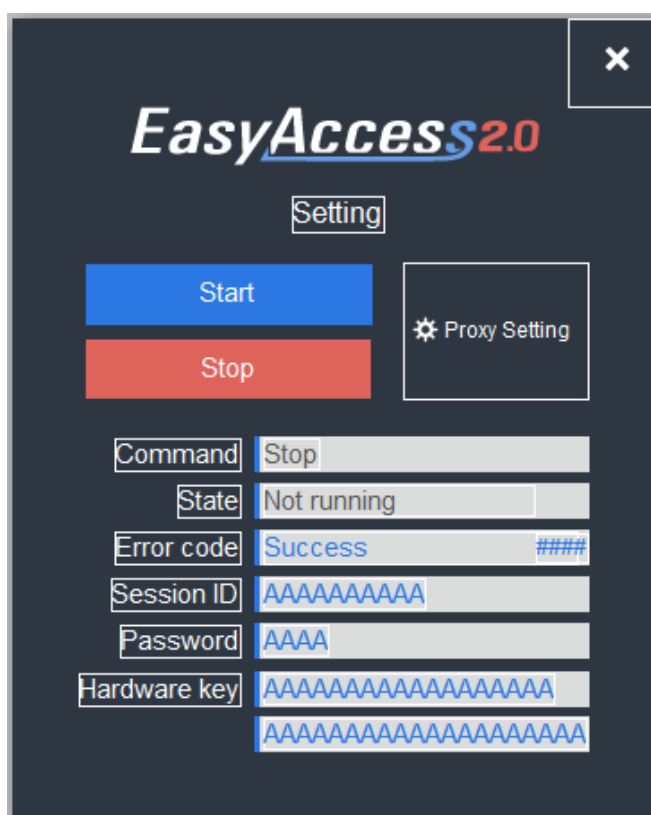 ×
EasyAccess2.0
Setting
Start
Stop
Proxy Setting
Command Stop
State Not running
Error code Success ####
Session ID AAAAAAAAAA
Password AAAA
Hardware key AAAAAAAAAAAAAAAAAA
AAAAAAAAAAAAAAAAAAAA